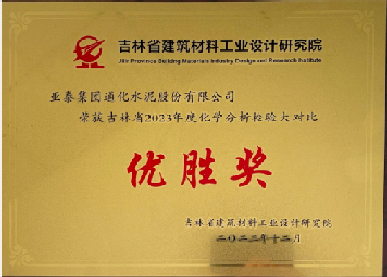 吉林省建筑材料工业设计研究院
Jilin Province Building Materials Industry Design and Research Institute
亚泰集团通化水泥股份有限公司
荣获吉林省2023年度化学分析检验大对比
优胜奖
吉林省建筑材料工业设计研究院
二〇二三年十二月